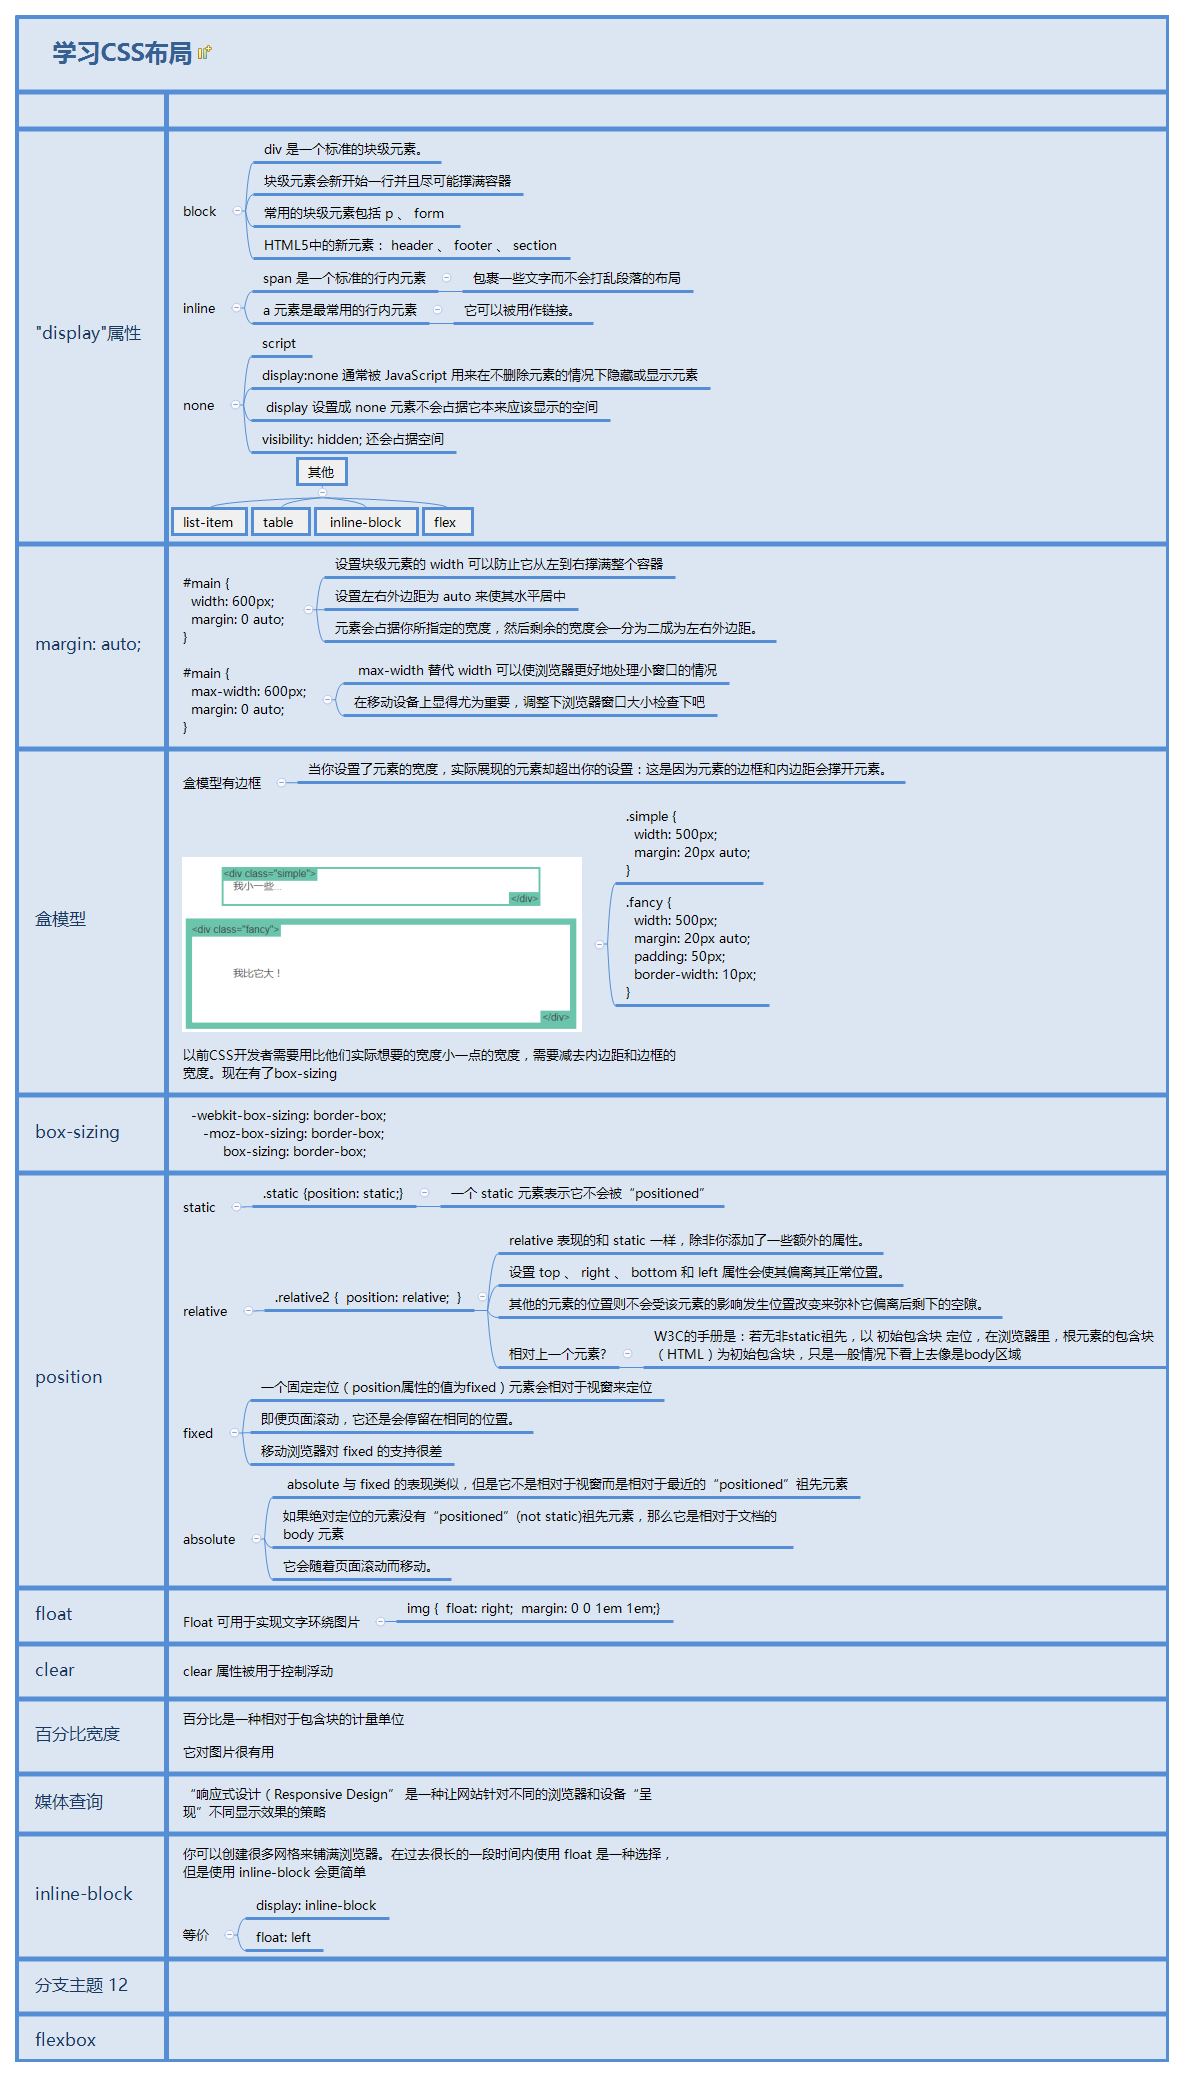 学习CSS布局
"display"属性
block
div 是一个标准的块级元素。
块级元素会新开始一行并且尽可能撑满容器
常用的块级元素包括 p 、 form
HTML5中的新元素： header 、 footer 、 section
inline
span 是一个标准的行内元素
包裹一些文字而不会打乱段落的布局
a 元素是最常用的行内元素
它可以被用作链接。
none
script
display:none 通常被 JavaScript 用来在不删除元素的情况下隐藏或显示元素
display 设置成 none 元素不会占据它本来应该显示的空间
visibility: hidden; 还会占据空间
其他
list-item
table
inline-block
flex
margin: auto;
#main {
width: 600px;
margin: 0 auto;
}
设置块级元素的 width 可以防止它从左到右撑满整个容器
设置左右外边距为 auto 来使其水平居中
元素会占据你所指定的宽度，然后剩余的宽度会一分为二成为左右外边距。
#main {
max-width: 600px;
margin: 0 auto;
}
max-width 替代 width 可以使浏览器更好地处理小窗口的情况
在移动设备上显得尤为重要，调整下浏览器窗口大小检查下吧
盒模型
盒模型有边框
当你设置了元素的宽度，实际展现的元素却超出你的设置：这是因为元素的边框和内边距会撑开元素。
<div class="simple">
我小一些...
</div>
<div class="fancy">
我比它大！
</div>
.simple {
width: 500px;
margin: 20px auto;
}
.fancy {
width: 500px;
margin: 20px auto;
padding: 50px;
border-width: 10px;
}
以前CSS开发者需要用比他们实际想要的宽度小一点的宽度，需要减去内边距和边框的
宽度。现在有了box-sizing
box-sizing
-webkit-box-sizing: border-box;
-moz-box-sizing: border-box;
box-sizing: border-box;
position
static
.static {position: static;}
一个 static 元素表示它不会被“positioned”
relative
.relative2 {  position: relative;  }
relative 表现的和 static 一样，除非你添加了一些额外的属性。
设置 top 、 right 、 bottom 和 left 属性会使其偏离其正常位置。
其他的元素的位置则不会受该元素的影响发生位置改变来弥补它偏离后剩下的空隙。
相对上一个元素?
W3C的手册是：若无非static祖先，以 初始包含块 定位，在浏览器里，根元素的包含块
（HTML）为初始包含块，只是一般情况下看上去像是body区域
fixed
一个固定定位（position属性的值为fixed）元素会相对于视窗来定位
即便页面滚动，它还是会停留在相同的位置。
移动浏览器对 fixed 的支持很差
absolute
absolute 与 fixed 的表现类似，但是它不是相对于视窗而是相对于最近的“positioned”祖先元素
如果绝对定位的元素没有“positioned”(not static)祖先元素，那么它是相对于文档的
body 元素
它会随着页面滚动而移动。
float
Float 可用于实现文字环绕图片
img {  float: right;  margin: 0 0 1em 1em;}
clear
clear 属性被用于控制浮动
百分比宽度
百分比是一种相对于包含块的计量单位
它对图片很有用
媒体查询
“响应式设计（Responsive Design” 是一种让网站针对不同的浏览器和设备“呈
现”不同显示效果的策略
inline-block
你可以创建很多网格来铺满浏览器。在过去很长的一段时间内使用 float 是一种选择，
但是使用 inline-block 会更简单
等价
display: inline-block
float: left
分支主题 12
flexbox